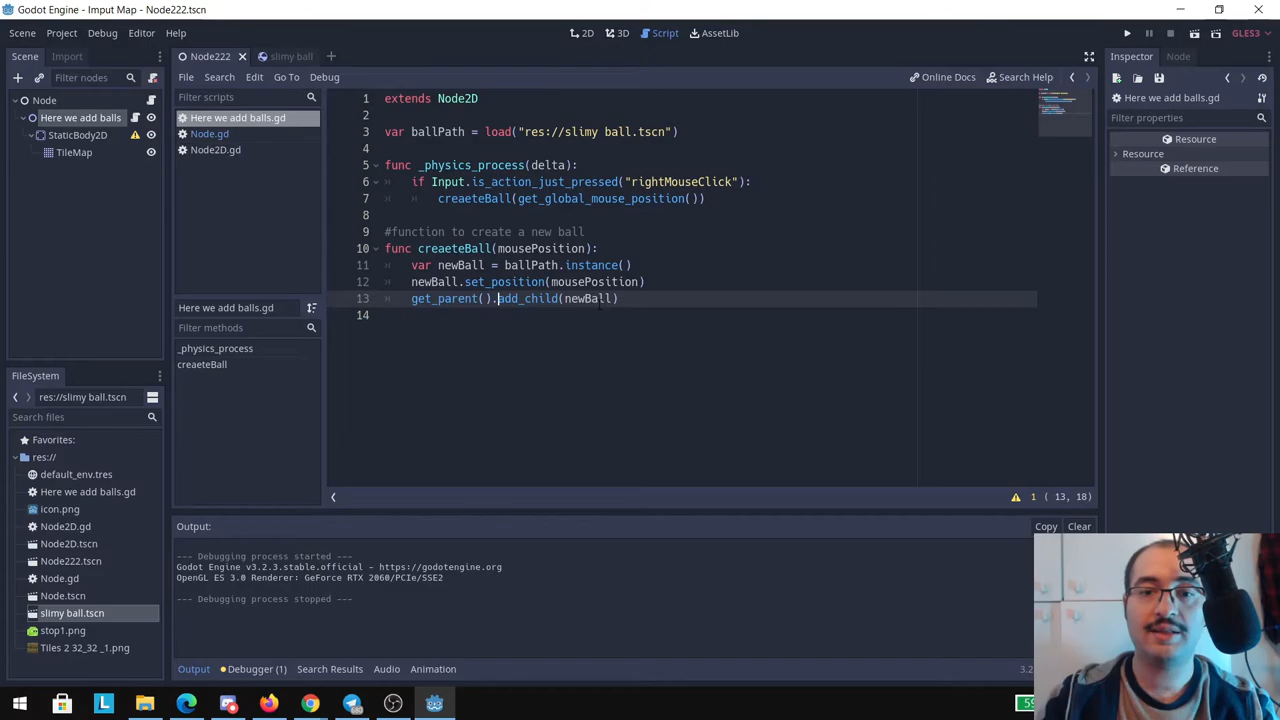 Godot Engine - Imput Map - Node222.tscn
Scene Project Debug Editor Help
2D 3D Script AssetLib
GLES3
Scene Import
Filter nodes
Node
Here we add balls
StaticBody2D
TileMap
FileSystem
res://slimy ball.tscn
Search files
Favorites:
res://
default_env.tres
Here we add balls.gd
icon.png
Node2D.gd
Node2D.tscn
Node222.tscn
Node.gd
Node.tscn
slimy ball.tscn
stop1.png
Tiles 2 32_32 _1.png
Node222 slimy ball
File Search Edit Go To Debug
Online Docs Search Help
Filter scripts
Here we add balls.gd
Node.gd
Node2D.gd
Here we add balls
Filter methods
_physics_process
creaeteBall
1 extends Node2D
2
3 var ballPath = load("res://slimy ball.tscn")
4
5 func _physics_process(delta):
6 if Input.is_action_just_pressed("rightMouseClick"):
7 creaeteBall(get_global_mouse_position())
8
9 #function to create a new ball
10 func creaeteBall(mousePosition):
11 var newBall = ballPath.instance()
12 newBall.set_position(mousePosition)
13 get_parent().add_child(newBall)
14
1 ( 13, 18)
Output:
Copy Clear
--- Debugging process started ---
Godot Engine v3.2.3.stable.official - https://godotengine.org
OpenGL ES 3.0 Renderer: GeForce RTX 2060/PCIe/SSE2
--- Debugging process stopped ---
Output Debugger (1) Search Results Audio Animation
3.2
Inspector Node
Here we add balls.gd
Filter properties
Resource
Resource
Reference